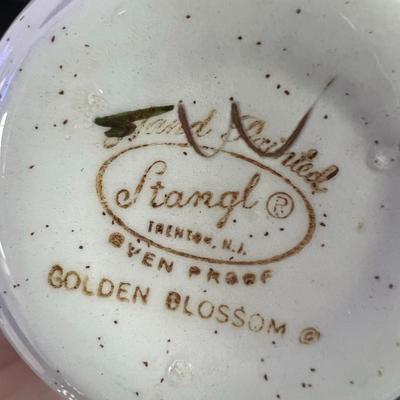 Hand Painted
Stangl ®
TRENTON, N.J.
OVEN PROOF
GOLDEN BLOSSOM ©